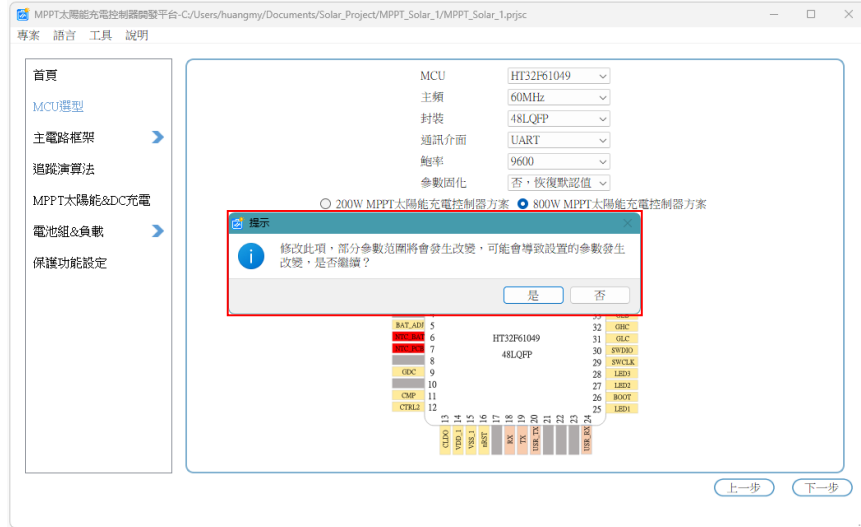 MPPT太陽能充電控制器開發平台-C:/Users/huangmy/Documents/Solar_Project/MPPT_Solar_1/MPPT_Solar_1.prjsc
專案 語言 工具 說明
首頁
MCU選型
主電路框架
追蹤演算法
MPPT太陽能&DC充電
電池組&負載
保護功能設定
MCU HT32F61049
主頻 60MHz
封裝 48LQFP
通訊介面 UART
鮑率 9600
參數固化 否，恢復默認值
200W MPPT太陽能充電控制器方案 800W MPPT太陽能充電控制器方案
提示
修改此項，部分參數范圍將會發生改變，可能會導致設置的參數發生
改變，是否繼續？
是 否
BAT_ADJ 5
NTC_BAT 6
NTC_PCB 7
8
GDC 9
10
CMP 11
CTRL2 12
HT32F61049
48LQFP
33
32 GHC
31 GLC
30 SWDIO
29 SWCLK
28 LED3
27 LED2
26 BOOT
25 LED1
13 14 15 16 17 18 19 20 21 22 23 24
CLDO VDD_1 VSS_1 nRST RX TX USR_TX USR_RX
上一步 下一步